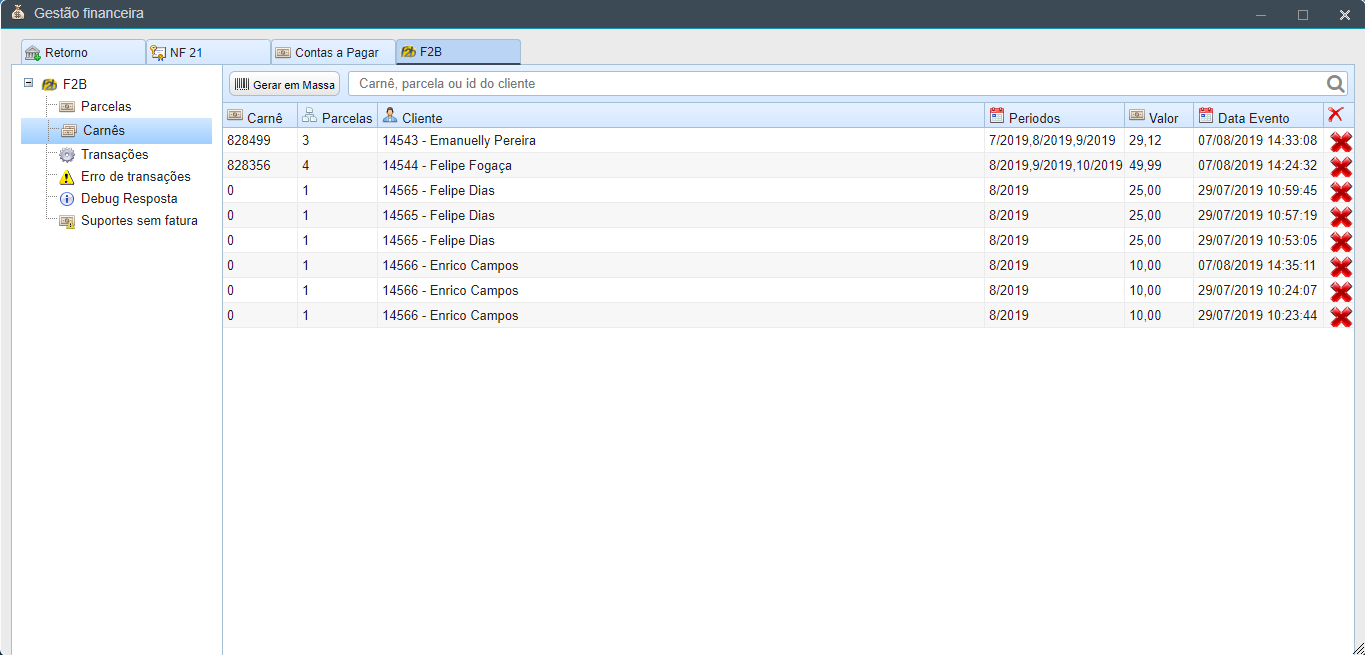 Gestão financeira
Retorno NF 21 Contas a Pagar F2B
F2B
Parcelas
Carnês
Transações
Erro de transações
Debug Resposta
Suportes sem fatura
Gerar em Massa Carnê, parcela ou id do cliente
Carnê Parcelas Cliente Periodos Valor Data Evento
828499 3 14543 - Emanuelly Pereira 7/2019,8/2019,9/2019 29,12 07/08/2019 14:33:08
828356 4 14544 - Felipe Fogaça 8/2019,9/2019,10/2019 49,99 07/08/2019 14:24:32
0 1 14565 - Felipe Dias 8/2019 25,00 29/07/2019 10:59:45
0 1 14565 - Felipe Dias 8/2019 25,00 29/07/2019 10:57:19
0 1 14565 - Felipe Dias 8/2019 25,00 29/07/2019 10:53:05
0 1 14566 - Enrico Campos 8/2019 10,00 07/08/2019 14:35:11
0 1 14566 - Enrico Campos 8/2019 10,00 29/07/2019 10:24:07
0 1 14566 - Enrico Campos 8/2019 10,00 29/07/2019 10:23:44